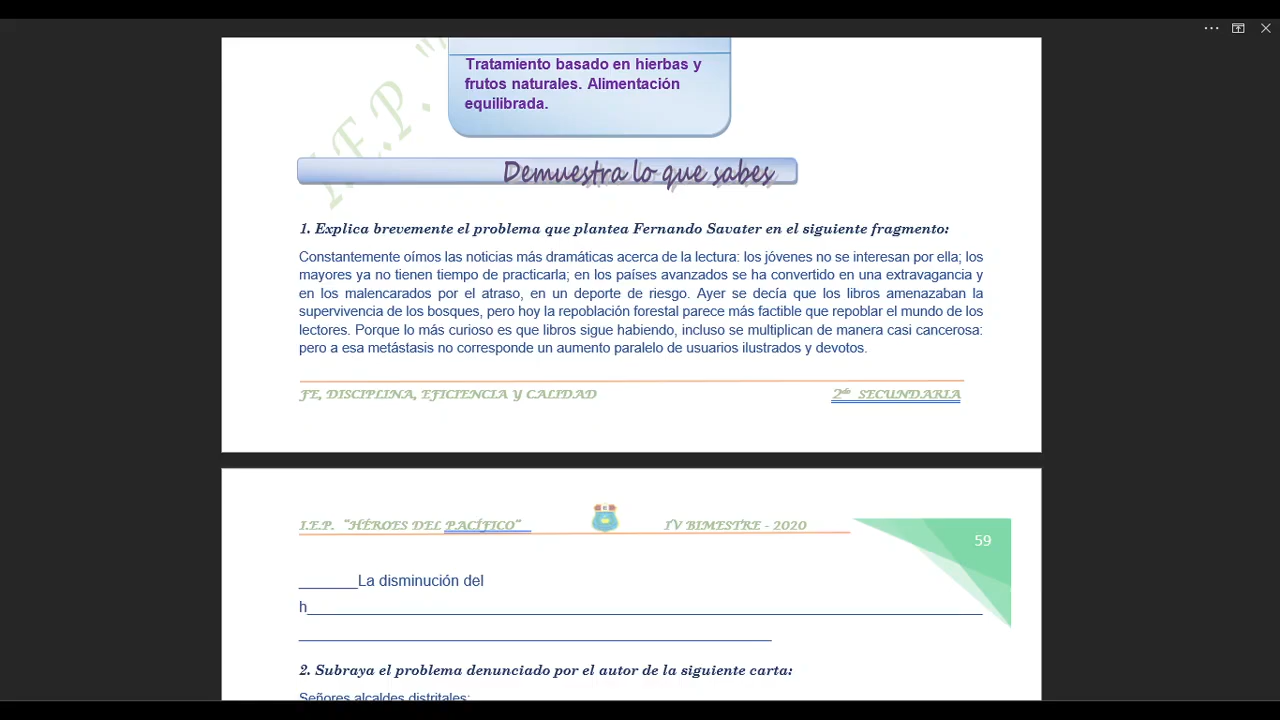 Tratamiento basado en hierbas y
frutos naturales. Alimentación
equilibrada.
I.E.P. "
Demuestra lo que sabes
1. Explica brevemente el problema que plantea Fernando Savater en el siguiente fragmento:
Constantemente oímos las noticias más dramáticas acerca de la lectura: los jóvenes no se interesan por ella; los
mayores ya no tienen tiempo de practicarla; en los países avanzados se ha convertido en una extravagancia y
en los malencarados por el atraso, en un deporte de riesgo. Ayer se decía que los libros amenazaban la
supervivencia de los bosques, pero hoy la repoblación forestal parece más factible que repoblar el mundo de los
lectores. Porque lo más curioso es que libros sigue habiendo, incluso se multiplican de manera casi cancerosa:
pero a esa metástasis no corresponde un aumento paralelo de usuarios ilustrados y devotos.
FE, DISCIPLINA, EFICIENCIA Y CALIDAD 2do SECUNDARIA
I.E.P. "HÉROES DEL PACÍFICO" IV BIMESTRE - 2020
59
_______La disminución del
h
2. Subraya el problema denunciado por el autor de la siguiente carta:
Señores alcaldes distritales: